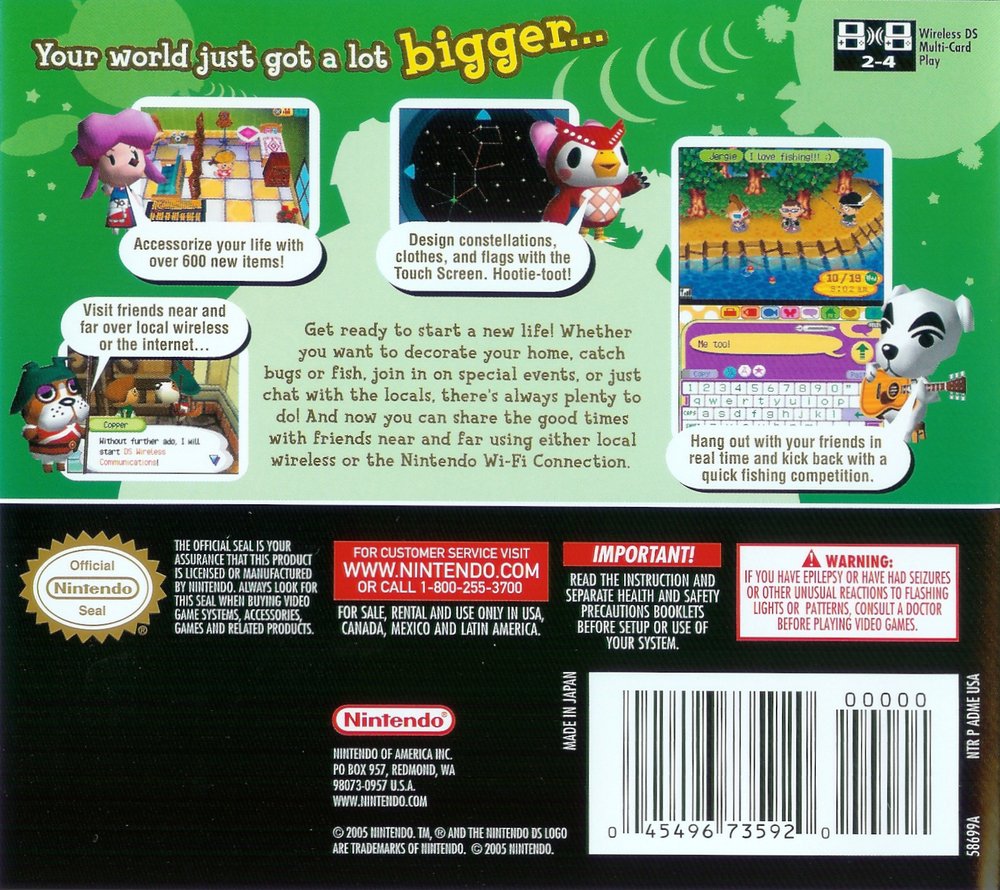 Your world just got a lot bigger...
Wireless DS
Multi-Card
Play
2-4
Accessorize your life with
over 600 new items!
Design constellations,
clothes, and flags with the
Touch Screen. Hootie-toot!
Jergie
I love fishing!!! :)
10/18
Me too!
1 2 3 4 5 6 7 8 9 0 "
q w e r t y u i o p
a s d f g h j k l
Hang out with your friends in
real time and kick back with a
quick fishing competition.
Visit friends near and
far over local wireless
or the internet...
Copper
Without further ado, I will
start DS Wireless
Communications!
Get ready to start a new life! Whether
you want to decorate your home, catch
bugs or fish, join in on special events, or just
chat with the locals, there's always plenty to
do! And now you can share the good times
with friends near and far using either local
wireless or the Nintendo Wi-Fi Connection.
Official
Nintendo
Seal
®
THE OFFICIAL SEAL IS YOUR
ASSURANCE THAT THIS PRODUCT
IS LICENSED OR MANUFACTURED
BY NINTENDO. ALWAYS LOOK FOR
THIS SEAL WHEN BUYING VIDEO
GAME SYSTEMS, ACCESSORIES,
GAMES AND RELATED PRODUCTS.
FOR CUSTOMER SERVICE VISIT
WWW.NINTENDO.COM
OR CALL 1-800-255-3700
FOR SALE, RENTAL AND USE ONLY IN USA,
CANADA, MEXICO AND LATIN AMERICA.
IMPORTANT!
READ THE INSTRUCTION AND
SEPARATE HEALTH AND SAFETY
PRECAUTIONS BOOKLETS
BEFORE SETUP OR USE OF
YOUR SYSTEM.
WARNING:
IF YOU HAVE EPILEPSY OR HAVE HAD SEIZURES
OR OTHER UNUSUAL REACTIONS TO FLASHING
LIGHTS OR PATTERNS, CONSULT A DOCTOR
BEFORE PLAYING VIDEO GAMES.
Nintendo®
NINTENDO OF AMERICA INC.
PO BOX 957, REDMOND, WA
98073-0957 U.S.A.
WWW.NINTENDO.COM
© 2005 NINTENDO. TM, ® AND THE NINTENDO DS LOGO
ARE TRADEMARKS OF NINTENDO. © 2005 NINTENDO.
MADE IN JAPAN
00000
0 45496 73592 0
NTR P ADME USA
58699A